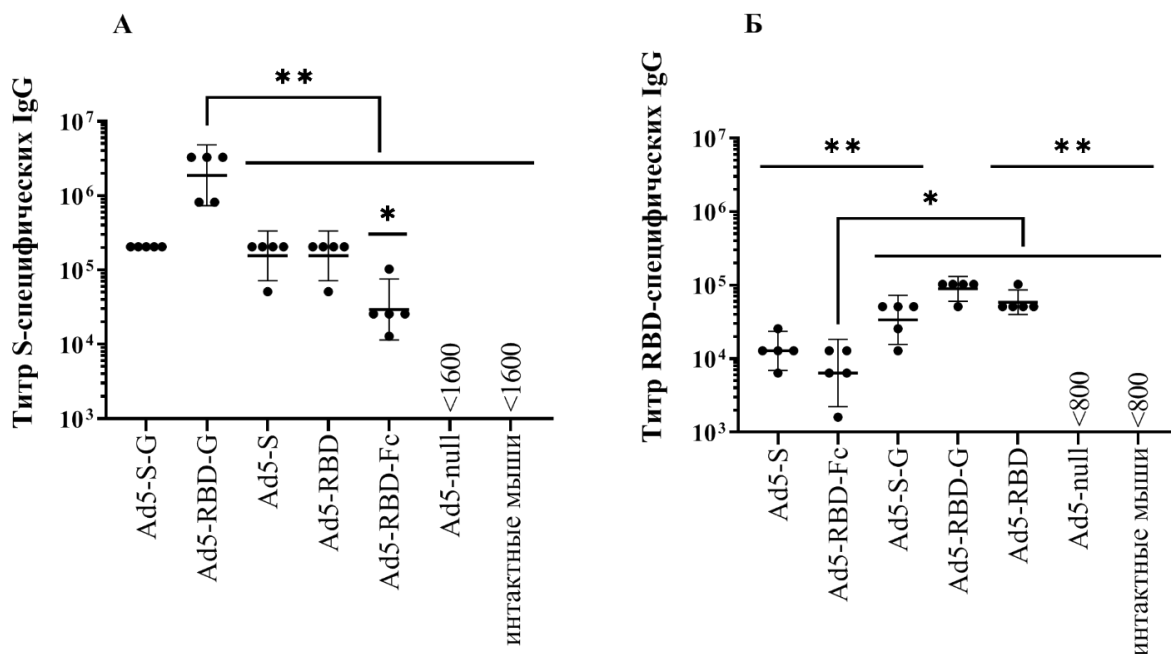 А
Титр S-специфических IgG
**
*
10⁷
10⁶
10⁵
10⁴
10³
<1600
<1600
Ad5-S-G
Ad5-RBD-G
Ad5-S
Ad5-RBD
Ad5-RBD-Fc
Ad5-null
интактные мыши
Б
Титр RBD-специфических IgG
**
**
*
10⁷
10⁶
10⁵
10⁴
10³
<800
<800
Ad5-S
Ad5-RBD-Fc
Ad5-S-G
Ad5-RBD-G
Ad5-RBD
Ad5-null
интактные мыши